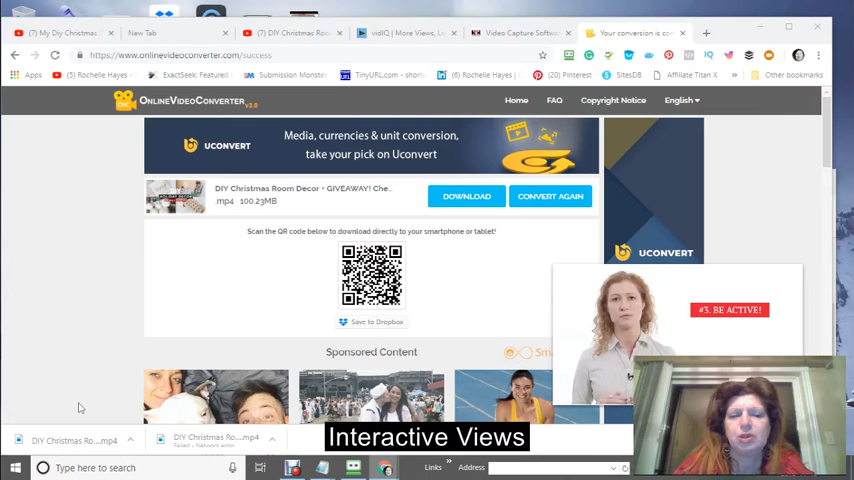 (7) My Diy Christmas
New Tab
(7) DIY Christmas Roo
vidIQ | More Views, Le
Video Capture Softw
Your conversion is co
https://www.onlinevideoconverter.com/success
Apps
(5) Rochelle Hayes
ExactSeek: Featured
Submission Monster
TinyURL.com - short
(6) Rochelle Hayes
(20) Pinterest
SitesDB
Affiliate Titan X
Other bookmarks
OnlineVideoConverter v3.0
Home
FAQ
Copyright Notice
English
UCONVERT
Media, currencies & unit conversion,
take your pick on Uconvert
DIY Christmas Room Decor + GIVEAWAY! Che...
.mp4 100.23MB
DOWNLOAD
CONVERT AGAIN
Scan the QR code below to download directly to your smartphone or tablet!
Save to Dropbox
UCONVERT
#3. BE ACTIVE!
Sponsored Content
DIY Christmas Ro....mp4
DIY Christmas Ro....mp4
Failed - Network error
Interactive Views
Type here to search
Links
Address